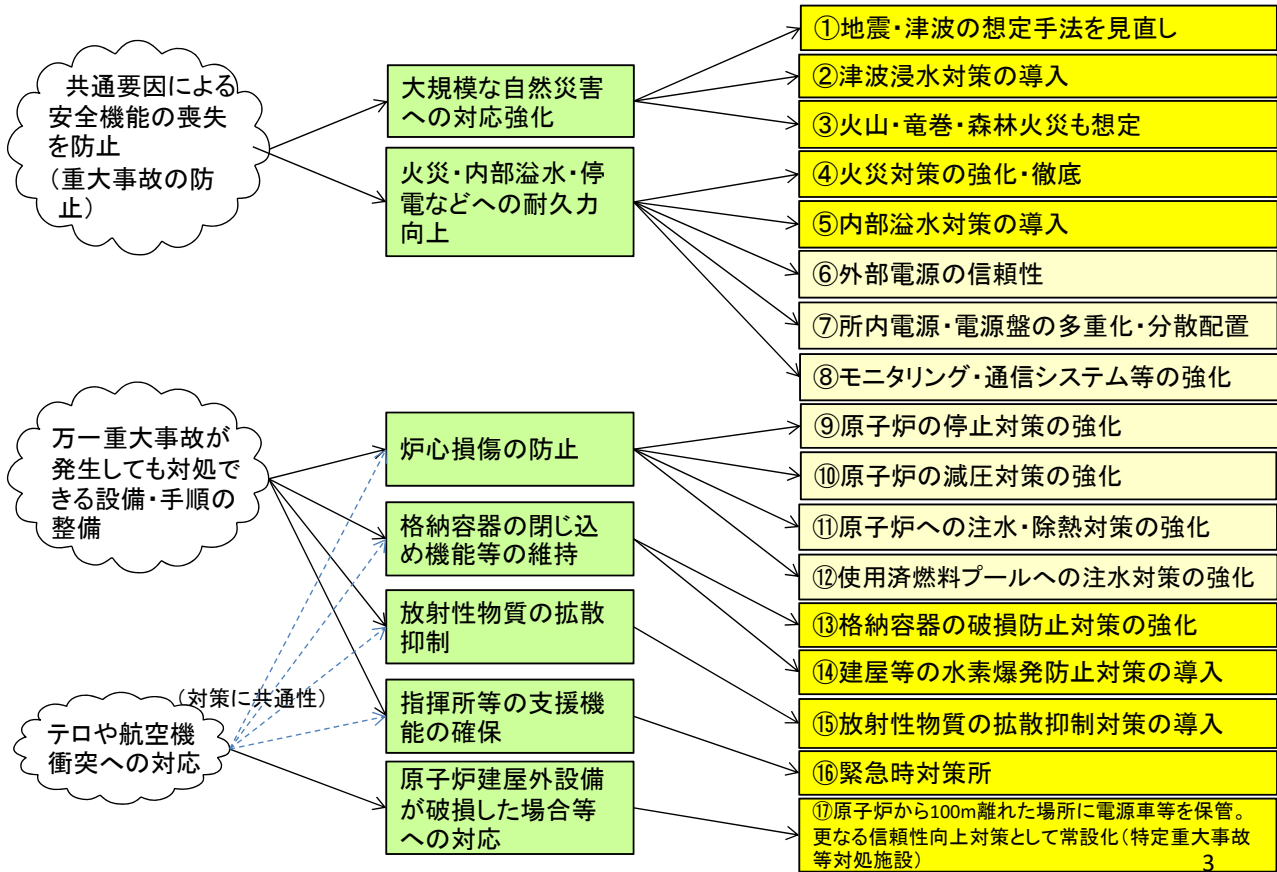 共通要因による
安全機能の喪失
を防止
(重大事故の防
止)
万一重大事故が
発生しても対処で
きる設備・手順の
整備
(対策に共通性)
テロや航空機
衝突への対応
大規模な自然災害
への対応強化
火災・内部溢水・停
電などへの耐久力
向上
炉心損傷の防止
格納容器の閉じ込
め機能等の維持
放射性物質の拡散
抑制
指揮所等の支援機
能の確保
原子炉建屋外設備
が破損した場合等
への対応
①地震・津波の想定手法を見直し
②津波浸水対策の導入
③火山・竜巻・森林火災も想定
④火災対策の強化・徹底
⑤内部溢水対策の導入
⑥外部電源の信頼性
⑦所内電源・電源盤の多重化・分散配置
⑧モニタリング・通信システム等の強化
⑨原子炉の停止対策の強化
⑩原子炉の減圧対策の強化
⑪原子炉への注水・除熱対策の強化
⑫使用済燃料プールへの注水対策の強化
⑬格納容器の破損防止対策の強化
⑭建屋等の水素爆発防止対策の導入
⑮放射性物質の拡散抑制対策の導入
⑯緊急時対策所
⑰原子炉から100m離れた場所に電源車等を保管。
更なる信頼性向上対策として常設化(特定重大事故
等対処施設)
3